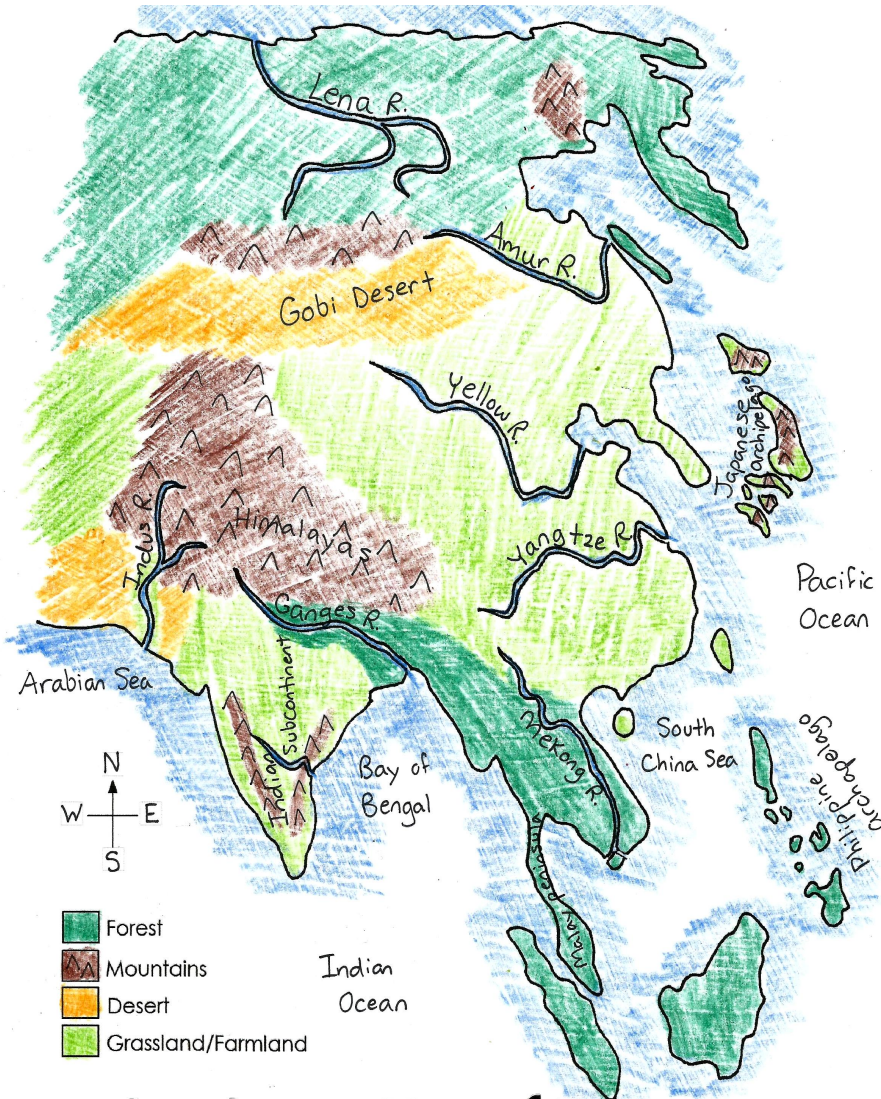 Lena R.
Amur R.
Gobi Desert
Yellow R.
Japanese
archipelago
Indus R.
Himalayas
Yangtze R.
Pacific
Ocean
Ganges R.
Arabian Sea
Indian
Subcontinent
Mekong R.
South
China Sea
Bay of
Bengal
Philippine
archapelago
N
W E
S
Malay Peninsula
Forest
Mountains
Desert
Grassland/Farmland
Indian
Ocean